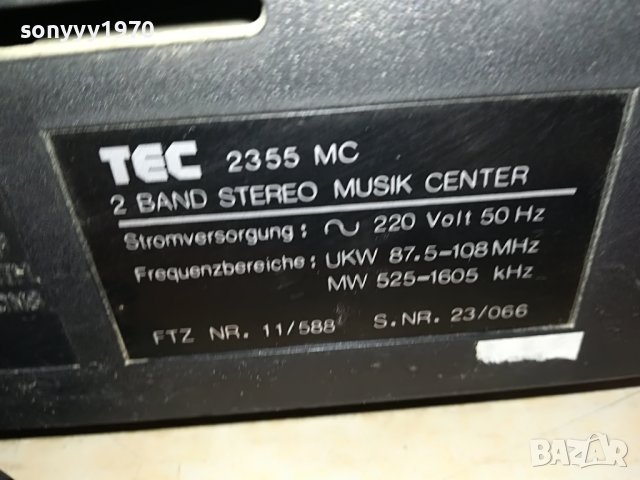 sonyyy1970
TEC 2355 MC
2 BAND STEREO MUSIK CENTER
Stromversorgung: ~ 220 Volt 50 Hz
Frequenzbereiche: UKW 87.5-108 MHz
MW 525-1605 kHz
FTZ NR. 11/588 S.NR. 23/066
BAZAR